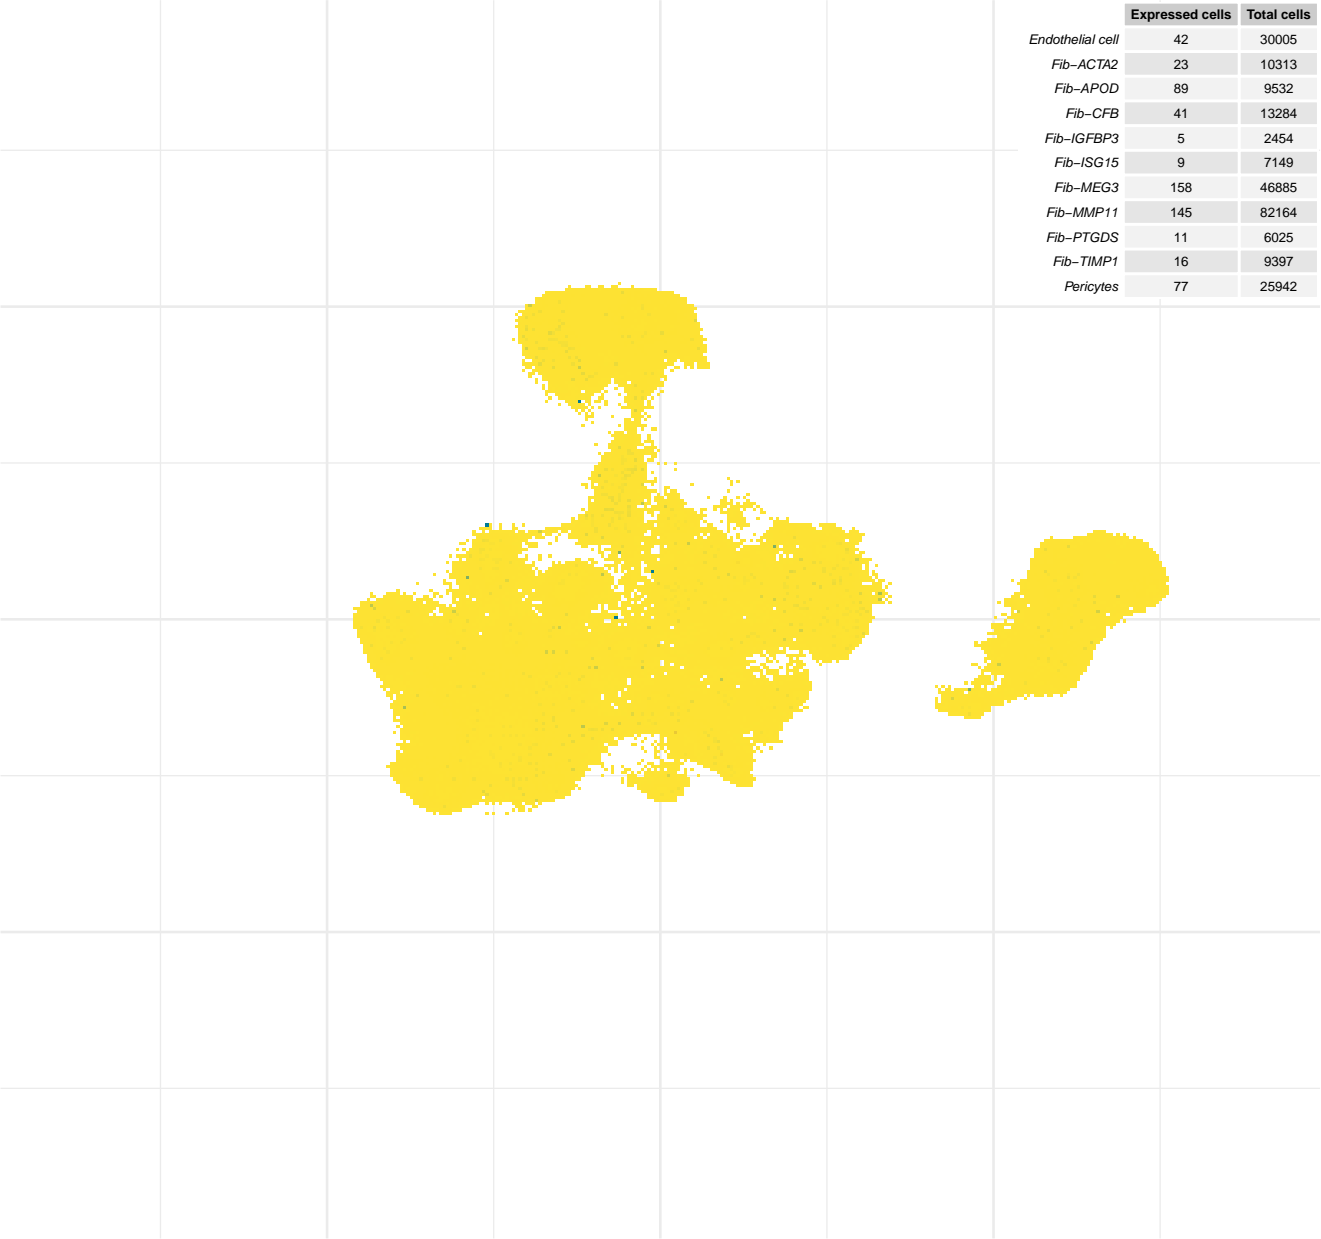 Expressed cells Total cells
Endothelial cell 42 30005
Fib−ACTA2 23 10313
Fib−APOD 89 9532
Fib−CFB 41 13284
Fib−IGFBP3 5 2454
Fib−ISG15 9 7149
Fib−MEG3 158 46885
Fib−MMP11 145 82164
Fib−PTGDS 11 6025
Fib−TIMP1 16 9397
Pericytes 77 25942